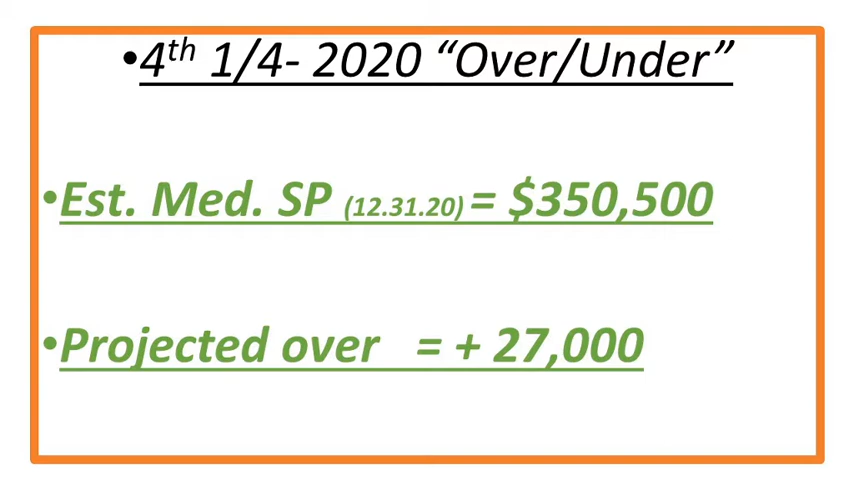 •4th 1/4- 2020 “Over/Under”
•Est. Med. SP (12.31.20) = $350,500
•Projected over = + 27,000